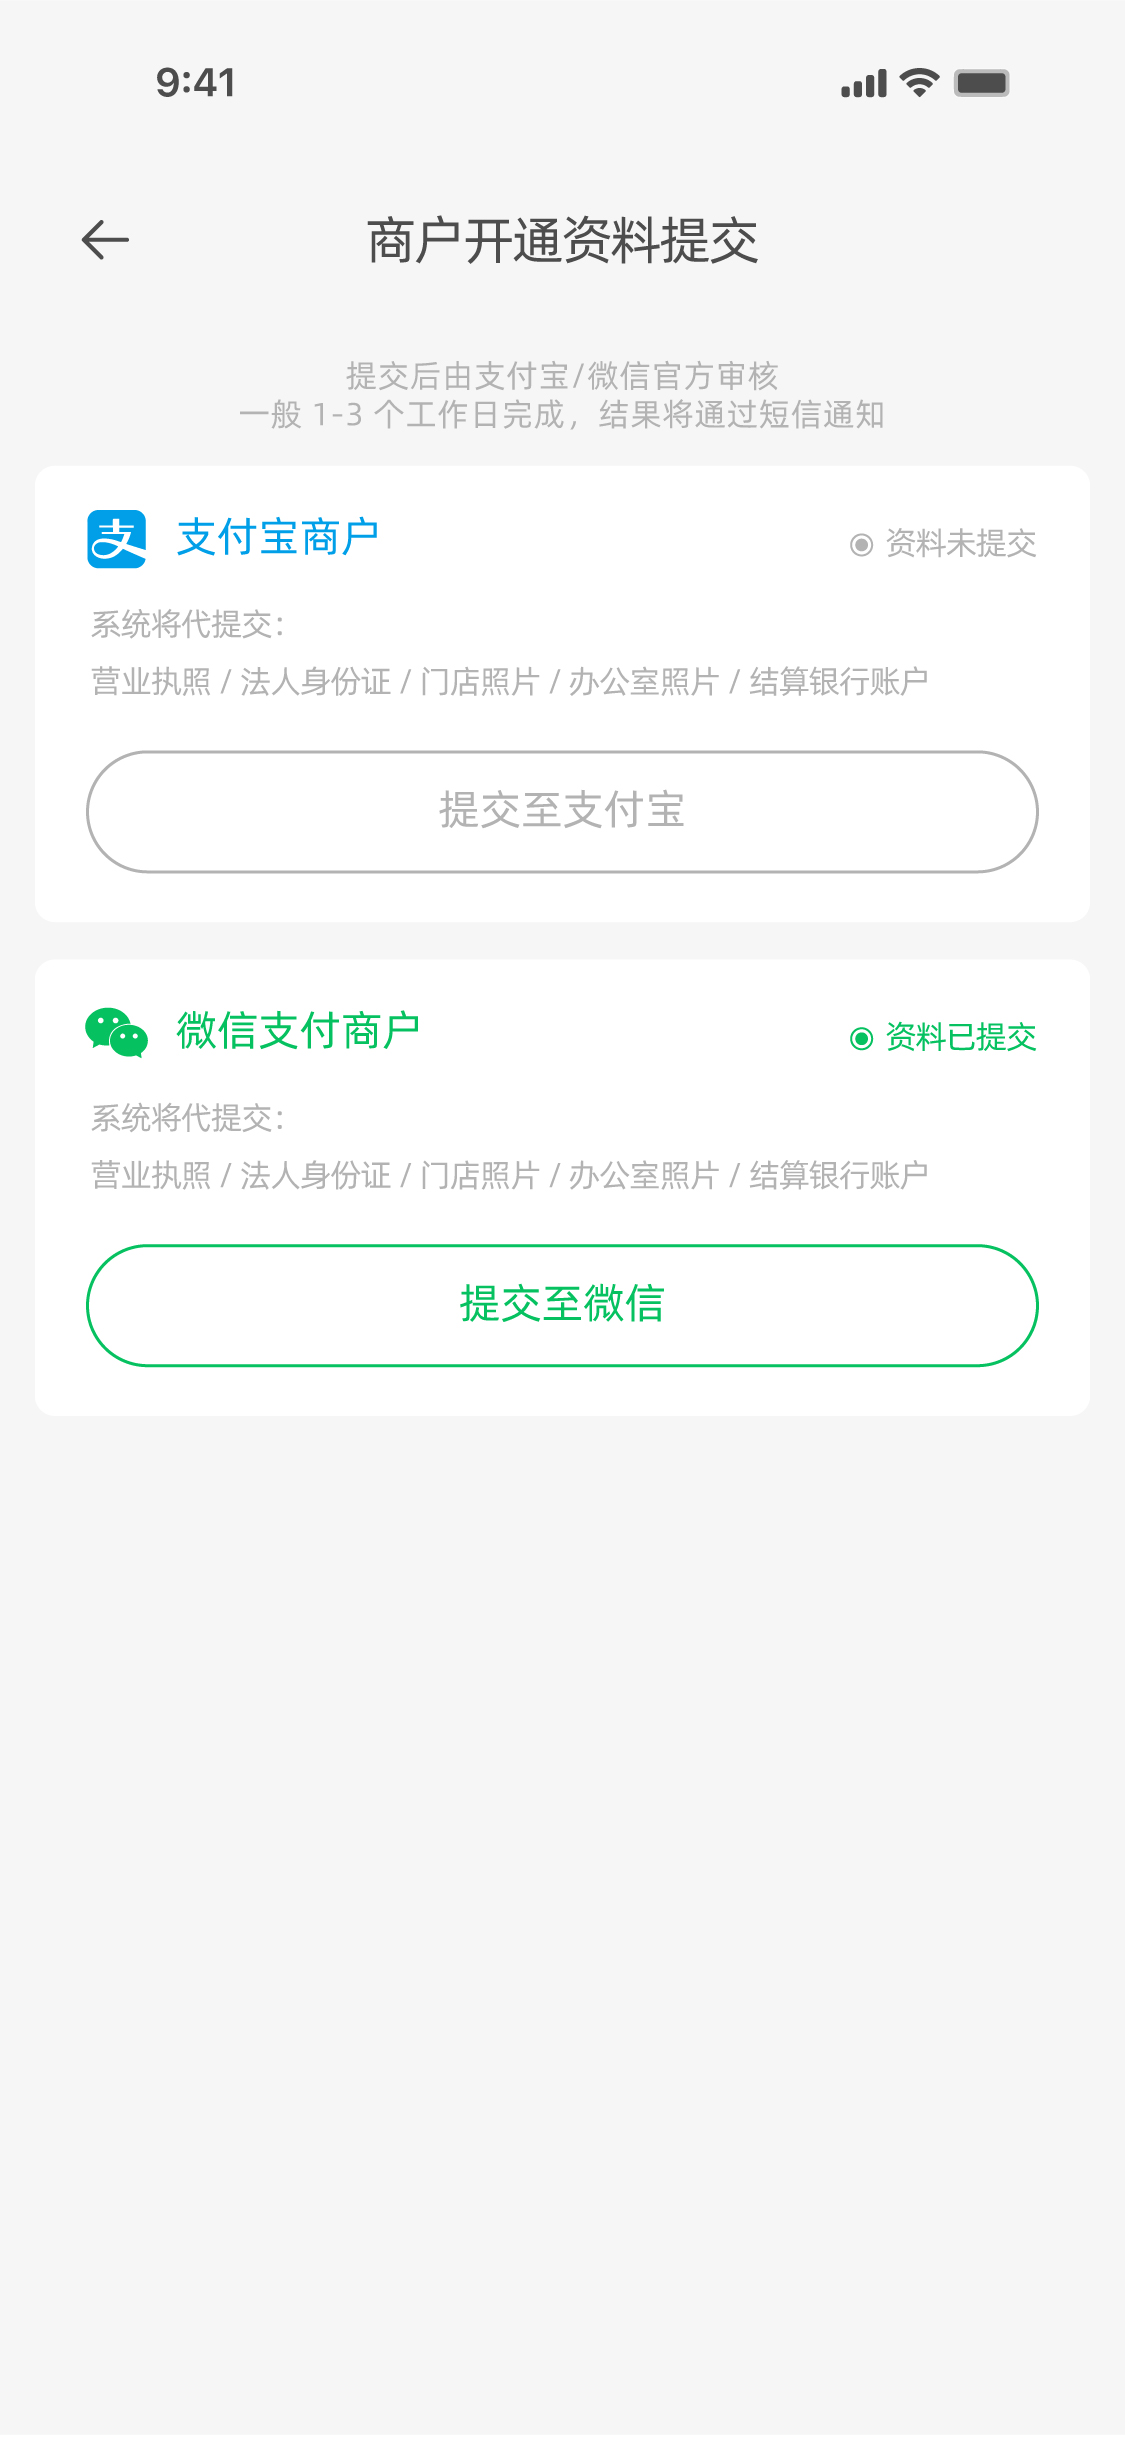 9:41
商户开通资料提交
提交后由支付宝/微信官方审核
一般 1-3 个工作日完成，结果将通过短信通知
支 支付宝商户
◉ 资料未提交
系统将代提交：
营业执照 / 法人身份证 / 门店照片 / 办公室照片 / 结算银行账户
提交至支付宝
微信支付商户
◉ 资料已提交
系统将代提交：
营业执照 / 法人身份证 / 门店照片 / 办公室照片 / 结算银行账户
提交至微信